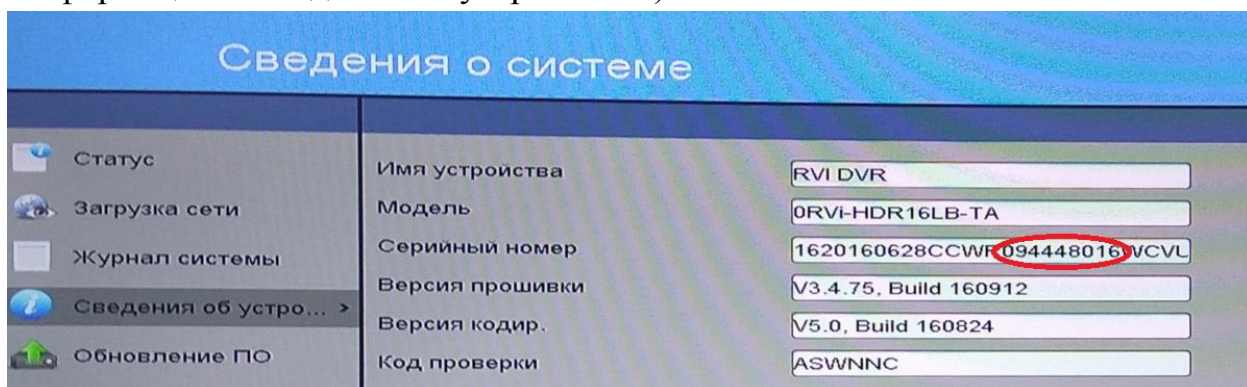 Сведения о системе
Статус
Загрузка сети
Журнал системы
Сведения об устро... >
Обновление ПО
Имя устройства RVI DVR
Модель 0RVi-HDR16LB-TA
Серийный номер 1620160628CCWR094448016WCVU
Версия прошивки V3.4.75, Build 160912
Версия кодир. V5.0, Build 160824
Код проверки ASWNNC